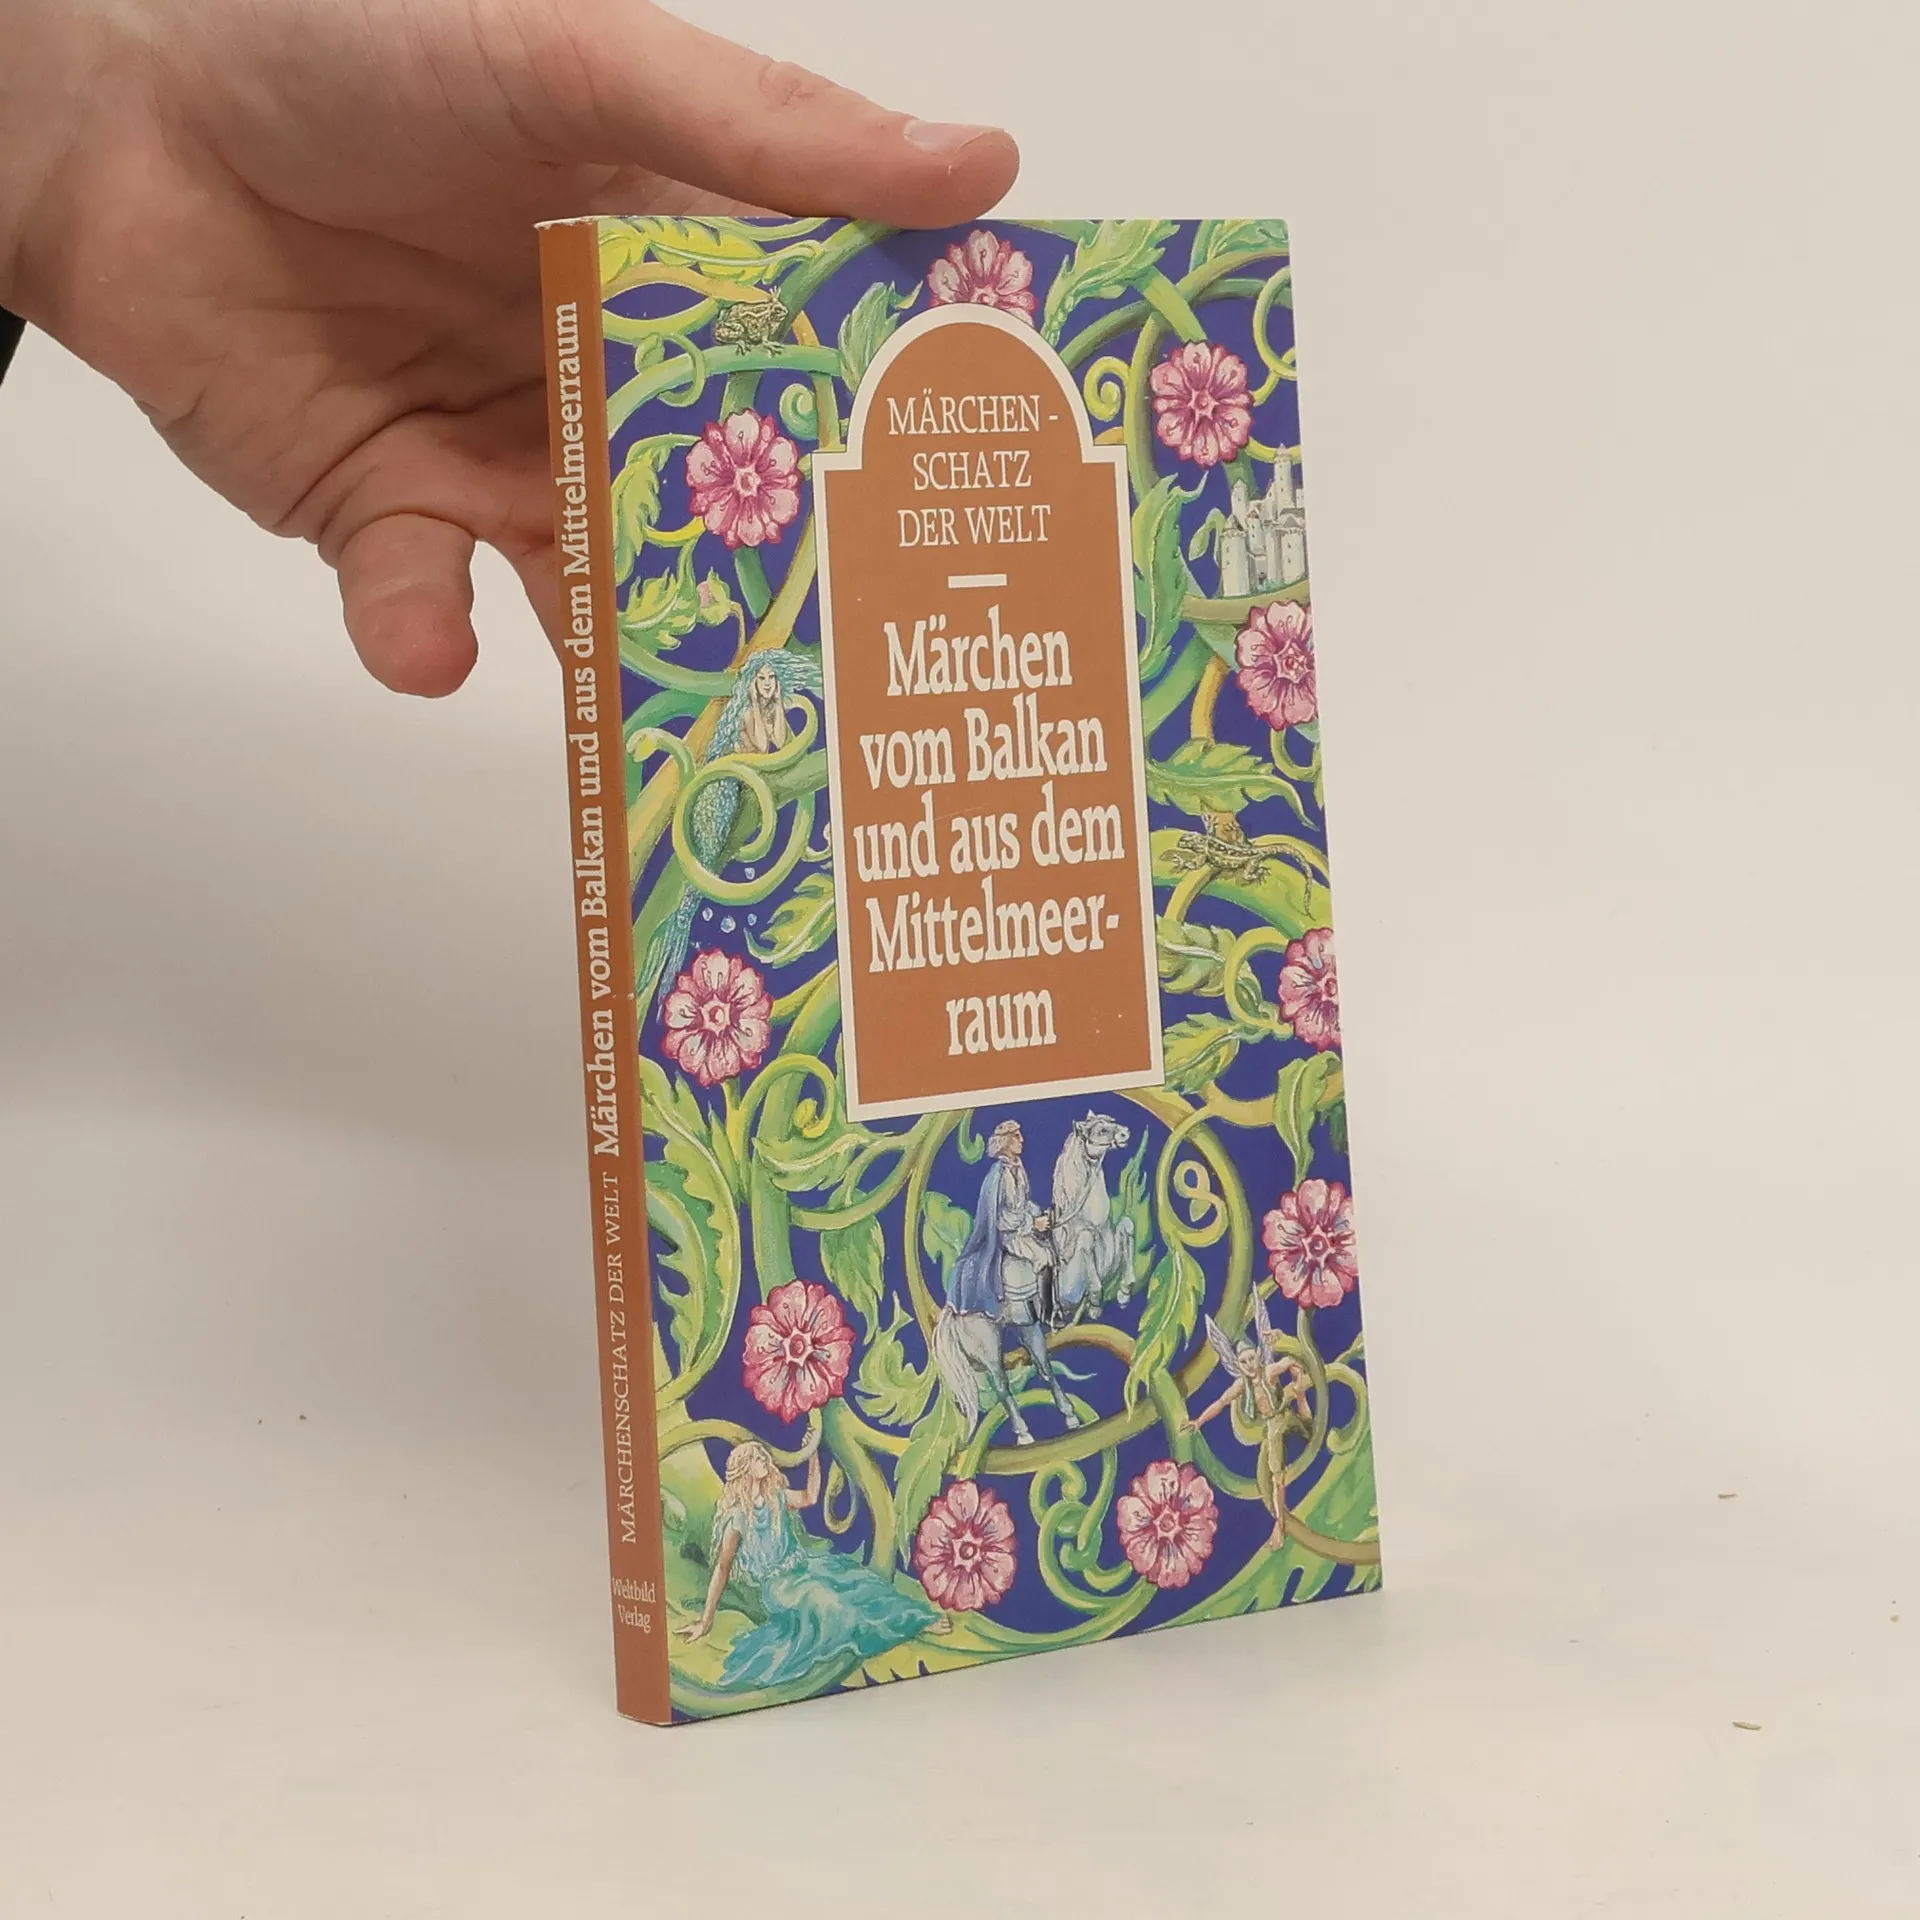 MÄRCHEN-
SCHATZ
DER WELT
Märchen
vom Balkan
und aus dem
Mittelmeer-
raum
MÄRCHENSCHATZ DER WELT Märchen vom Balkan und aus dem Mittelmeerraum
Weltbild
Verlag